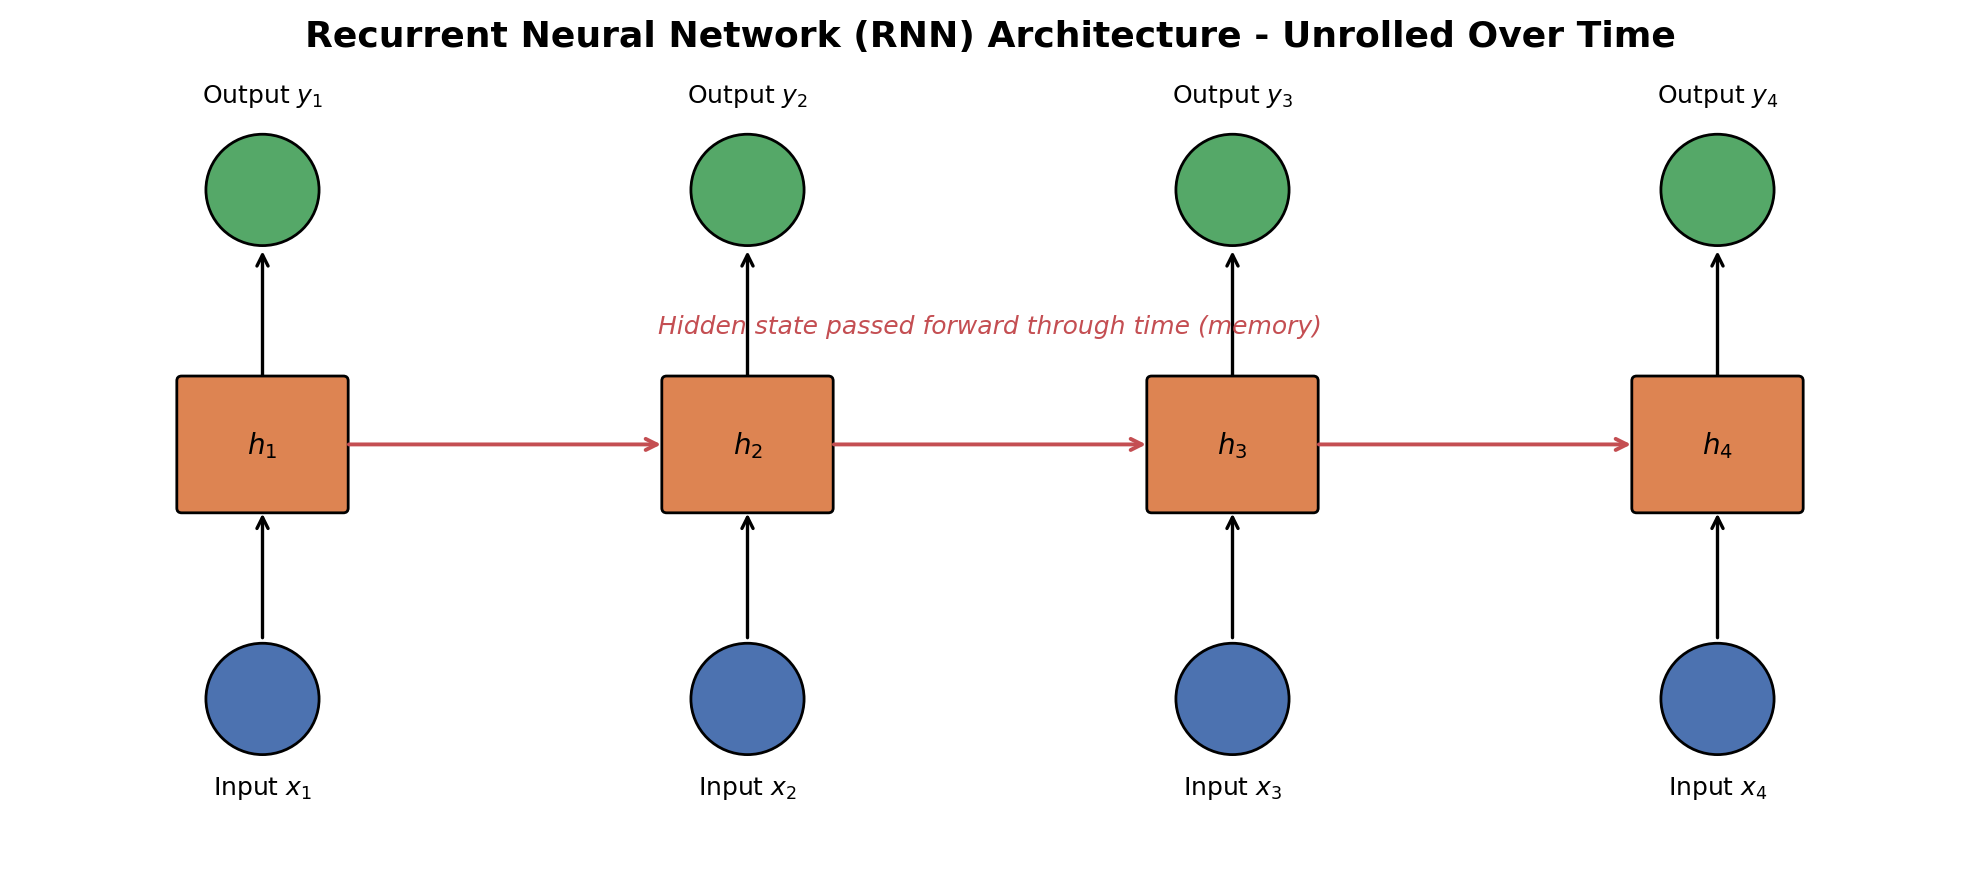 Recurrent Neural Network (RNN) Architecture - Unrolled Over Time
Output y₁ Output y₂ Output y₃ Output y₄
Hidden state passed forward through time (memory)
h₁ h₂ h₃ h₄
Input x₁ Input x₂ Input x₃ Input x₄